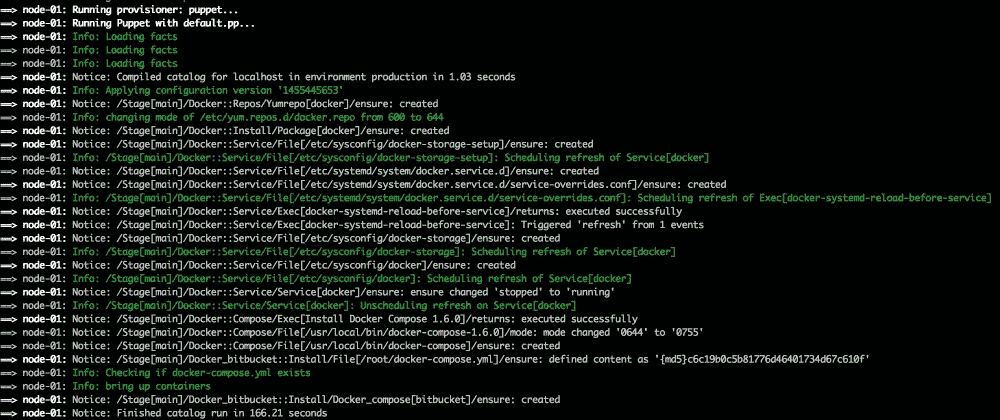 ==> node-01: Running provisioner: puppet...
==> node-01: Running Puppet with default.pp...
==> node-01: Info: Loading facts
==> node-01: Info: Loading facts
==> node-01: Info: Loading facts
==> node-01: Notice: Compiled catalog for localhost in environment production in 1.03 seconds
==> node-01: Info: Applying configuration version '1455445653'
==> node-01: Notice: /Stage[main]/Docker::Repos/Yumrepo[docker]/ensure: created
==> node-01: Info: changing mode of /etc/yum.repos.d/docker.repo from 600 to 644
==> node-01: Notice: /Stage[main]/Docker::Install/Package[docker]/ensure: created
==> node-01: Notice: /Stage[main]/Docker::Service/File[/etc/sysconfig/docker-storage-setup]/ensure: created
==> node-01: Info: /Stage[main]/Docker::Service/File[/etc/sysconfig/docker-storage-setup]: Scheduling refresh of Service[docker]
==> node-01: Notice: /Stage[main]/Docker::Service/File[/etc/systemd/system/docker.service.d]/ensure: created
==> node-01: Notice: /Stage[main]/Docker::Service/File[/etc/systemd/system/docker.service.d/service-overrides.conf]/ensure: created
==> node-01: Info: /Stage[main]/Docker::Service/File[/etc/systemd/system/docker.service.d/service-overrides.conf]: Scheduling refresh of Exec[docker-systemd-reload-before-service]
==> node-01: Notice: /Stage[main]/Docker::Service/Exec[docker-systemd-reload-before-service]/returns: executed successfully
==> node-01: Notice: /Stage[main]/Docker::Service/Exec[docker-systemd-reload-before-service]: Triggered 'refresh' from 1 events
==> node-01: Notice: /Stage[main]/Docker::Service/File[/etc/sysconfig/docker-storage]/ensure: created
==> node-01: Info: /Stage[main]/Docker::Service/File[/etc/sysconfig/docker-storage]: Scheduling refresh of Service[docker]
==> node-01: Notice: /Stage[main]/Docker::Service/File[/etc/sysconfig/docker]/ensure: created
==> node-01: Info: /Stage[main]/Docker::Service/File[/etc/sysconfig/docker]: Scheduling refresh of Service[docker]
==> node-01: Notice: /Stage[main]/Docker::Service/Service[docker]/ensure: ensure changed 'stopped' to 'running'
==> node-01: Info: /Stage[main]/Docker::Service/Service[docker]: Unscheduling refresh on Service[docker]
==> node-01: Notice: /Stage[main]/Docker::Compose/Exec[Install Docker Compose 1.6.0]/returns: executed successfully
==> node-01: Notice: /Stage[main]/Docker::Compose/File[/usr/local/bin/docker-compose-1.6.0]/mode: mode changed '0644' to '0755'
==> node-01: Notice: /Stage[main]/Docker::Compose/File[/usr/local/bin/docker-compose]/ensure: created
==> node-01: Notice: /Stage[main]/Docker_bitbucket::Install/File[/root/docker-compose.yml]/ensure: defined content as '{md5}c6c19b0c5b81776d46401734d67c610f'
==> node-01: Info: Checking if docker-compose.yml exists
==> node-01: Info: bring up containers
==> node-01: Notice: /Stage[main]/Docker_bitbucket::Install/Docker_compose[bitbucket]/ensure: created
==> node-01: Notice: Finished catalog run in 166.21 seconds